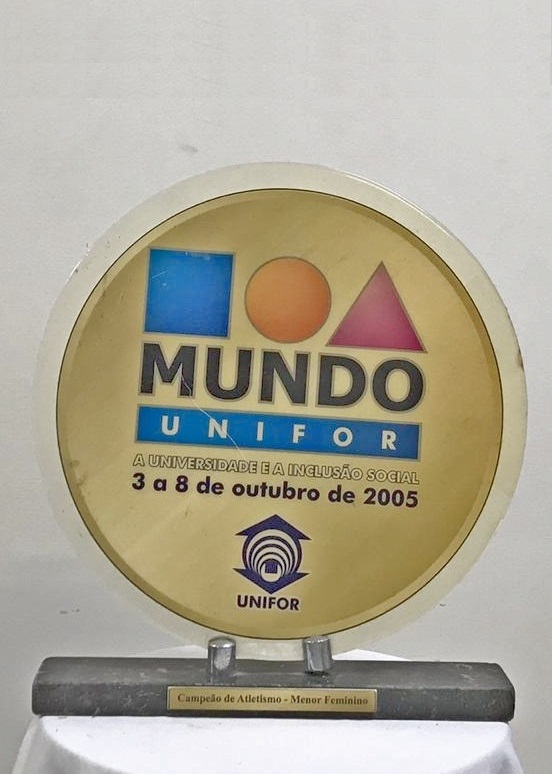 MUNDO
UNIFOR
A UNIVERSIDADE E A INCLUSÃO SOCIAL
3 a 8 de outubro de 2005
UNIFOR
Campeão de Atletismo - Menor Feminino